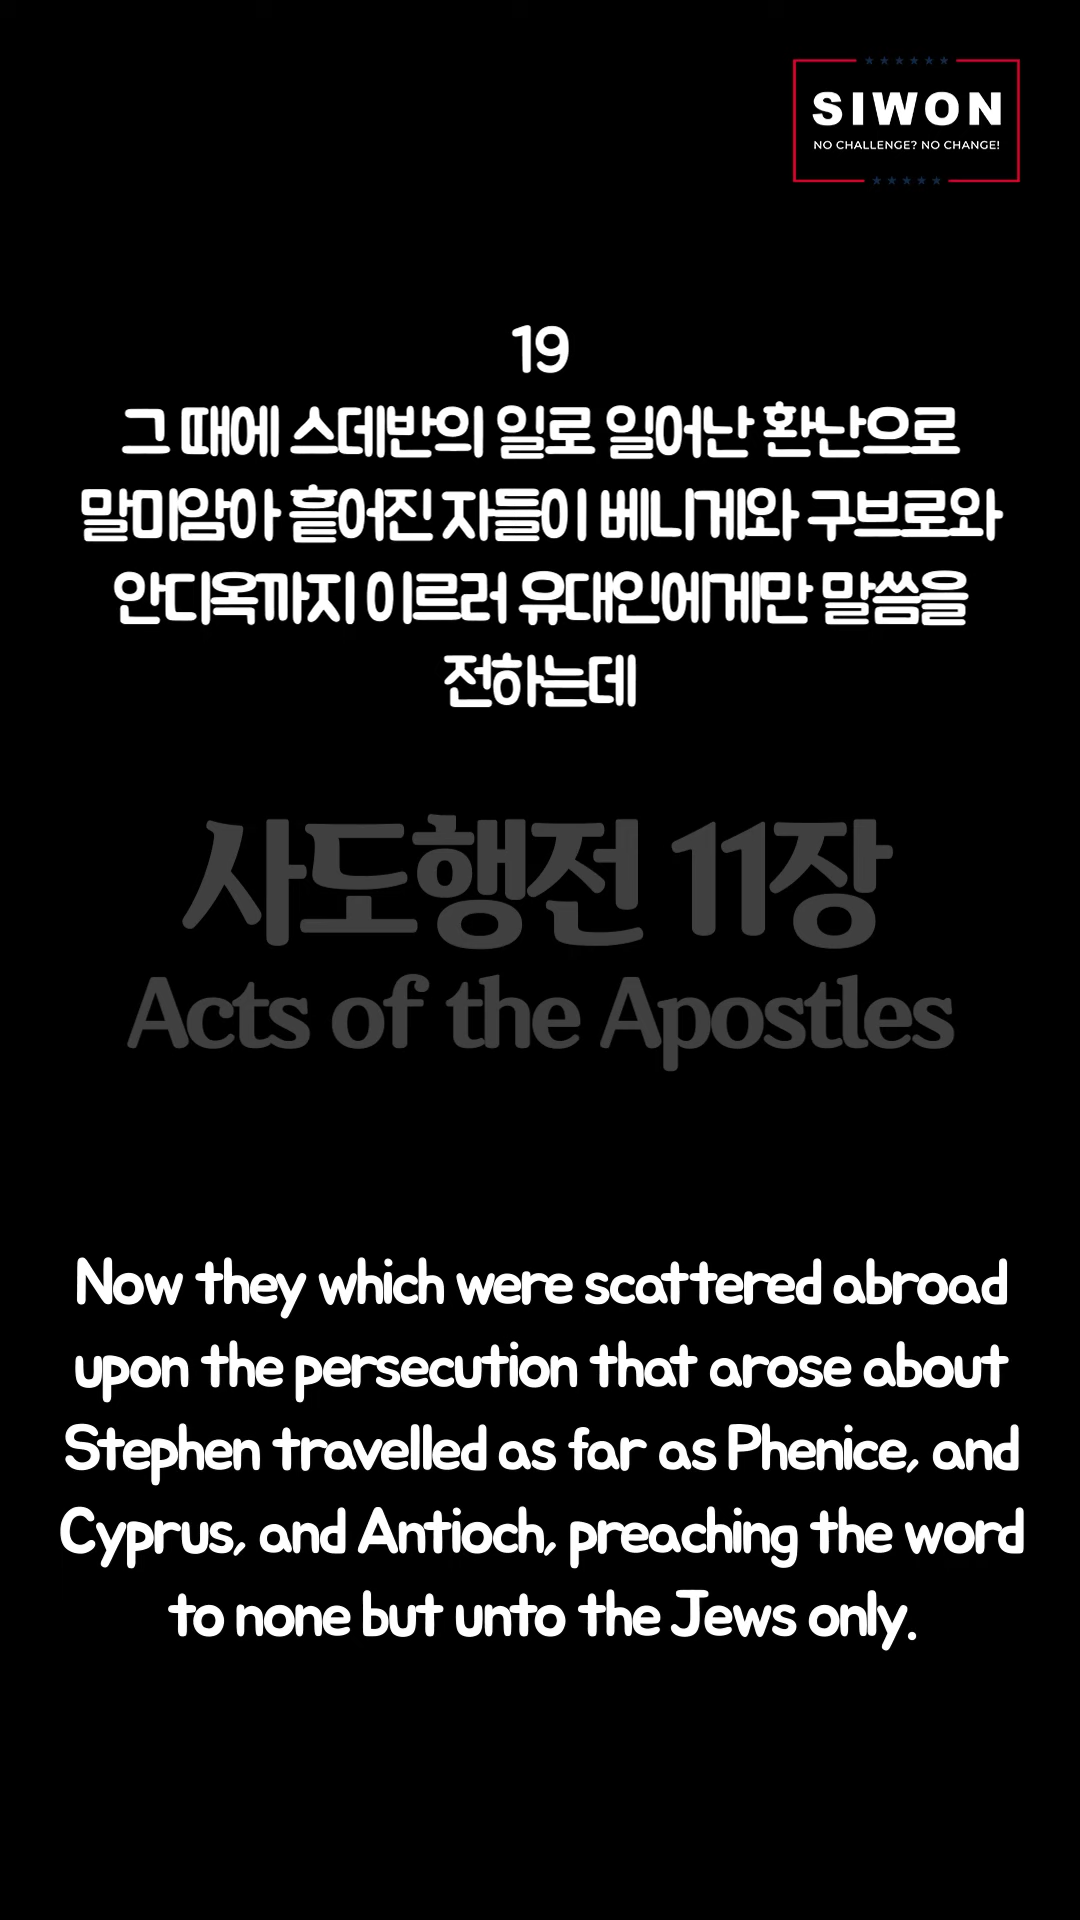 SIWON
NO CHALLENGE? NO CHANGE!
19
그 때에 스데반의 일로 일어난 환난으로
말미암아 흩어진 자들이 베니게와 구브로와
안디옥까지 이르러 유대인에게만 말씀을
전하는데
사도행전 11장
Acts of the Apostles
Now they which were scattered abroad
upon the persecution that arose about
Stephen travelled as far as Phenice, and
Cyprus, and Antioch, preaching the word
to none but unto the Jews only.